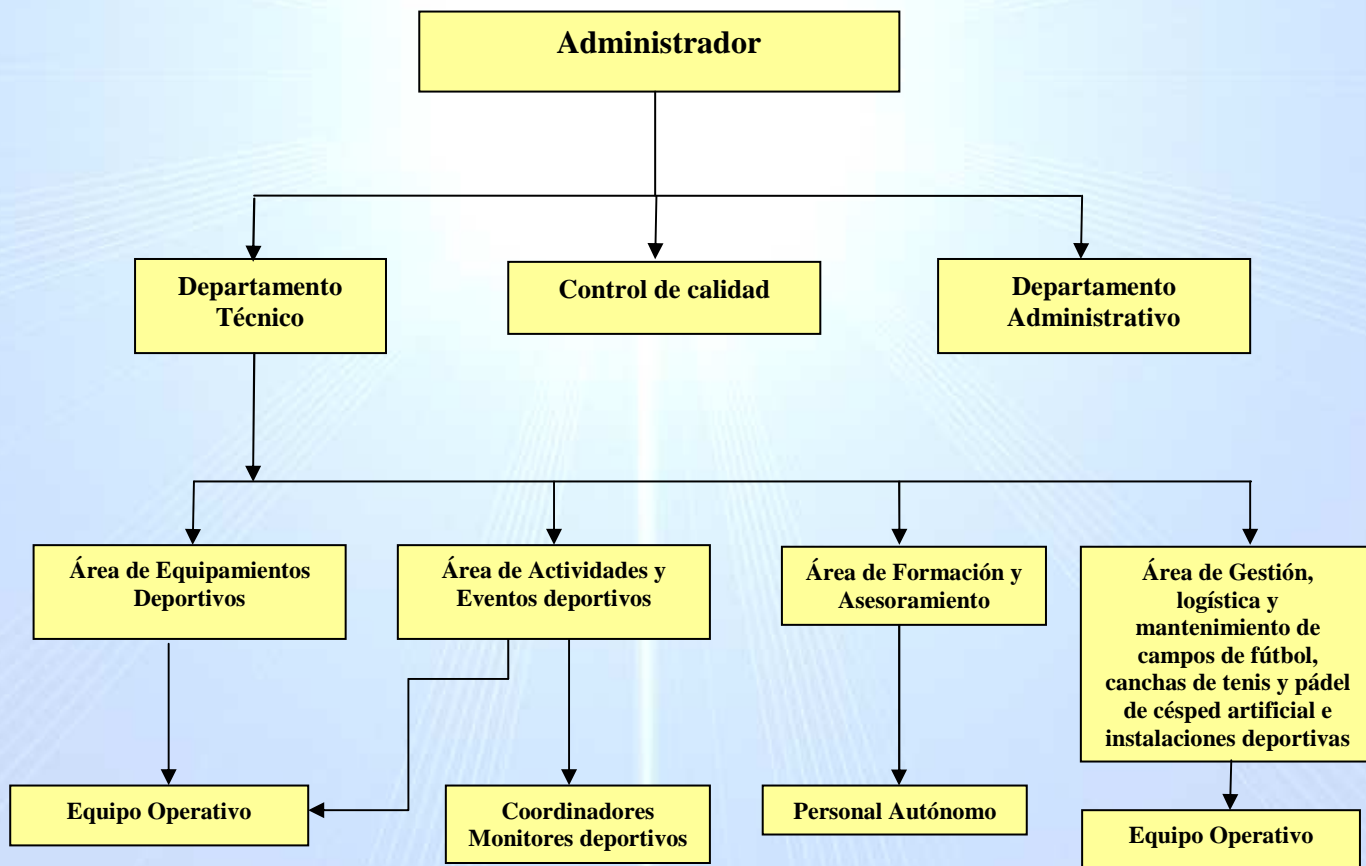 Administrador
Departamento
Técnico
Control de calidad
Departamento
Administrativo
Área de Equipamientos
Deportivos
Área de Actividades y
Eventos deportivos
Área de Formación y
Asesoramiento
Área de Gestión,
logística y
mantenimiento de
campos de fútbol,
canchas de tenis y pádel
de césped artificial e
instalaciones deportivas
Equipo Operativo
Coordinadores
Monitores deportivos
Personal Autónomo
Equipo Operativo